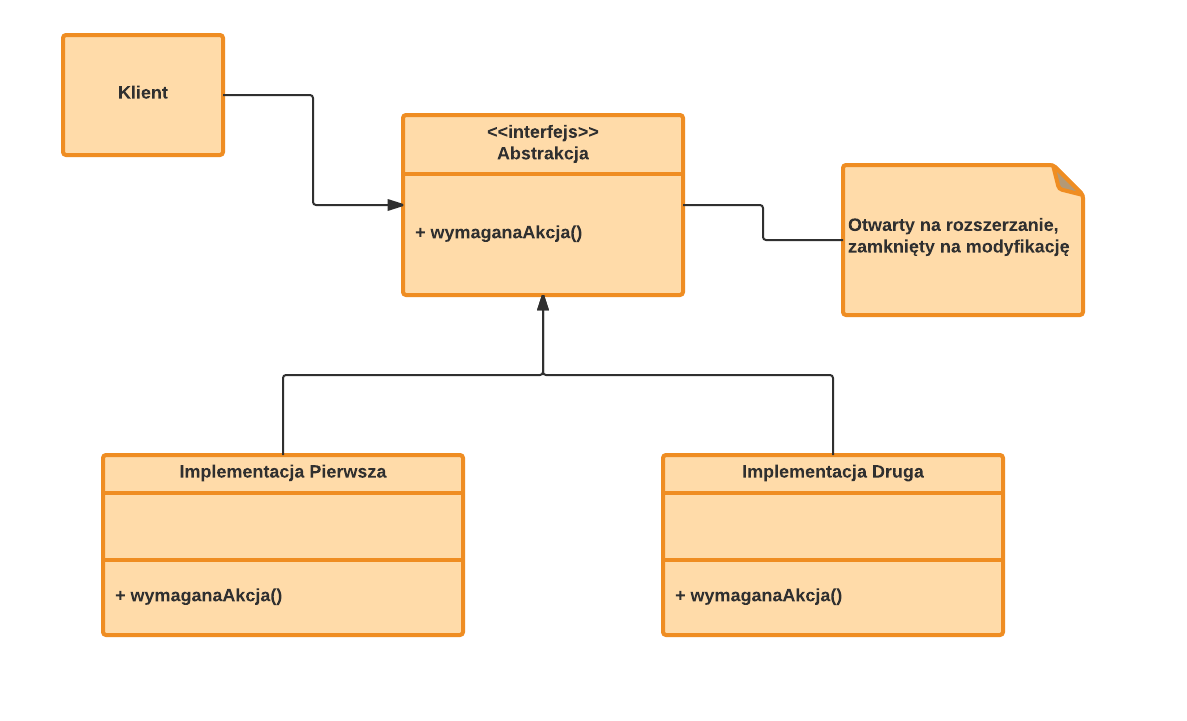 Klient
<<interfejs>>
Abstrakcja
+ wymaganaAkcja()
Otwarty na rozszerzanie,
zamknięty na modyfikację
Implementacja Pierwsza
+ wymaganaAkcja()
Implementacja Druga
+ wymaganaAkcja()